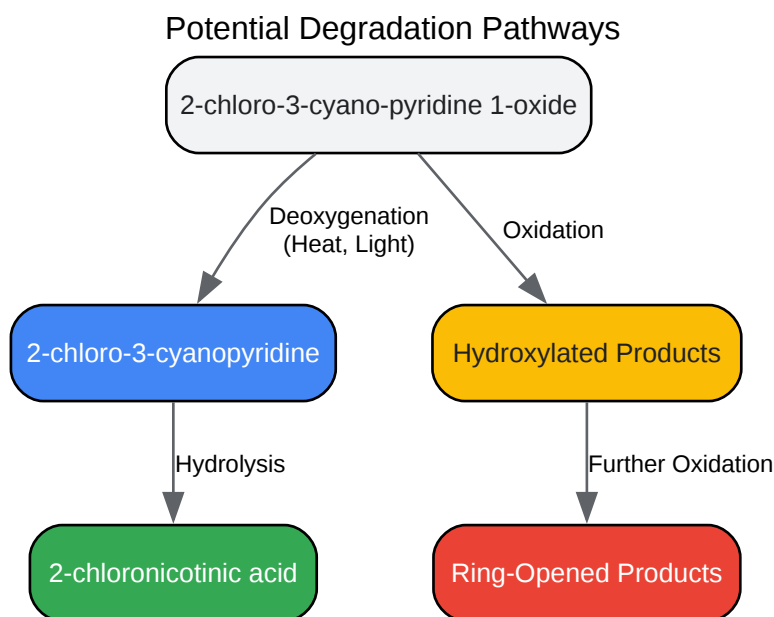 Potential Degradation Pathways
2-chloro-3-cyano-pyridine 1-oxide
Deoxygenation
(Heat, Light)
Oxidation
2-chloro-3-cyanopyridine
Hydroxylated Products
Hydrolysis
Further Oxidation
2-chloronicotinic acid
Ring-Opened Products